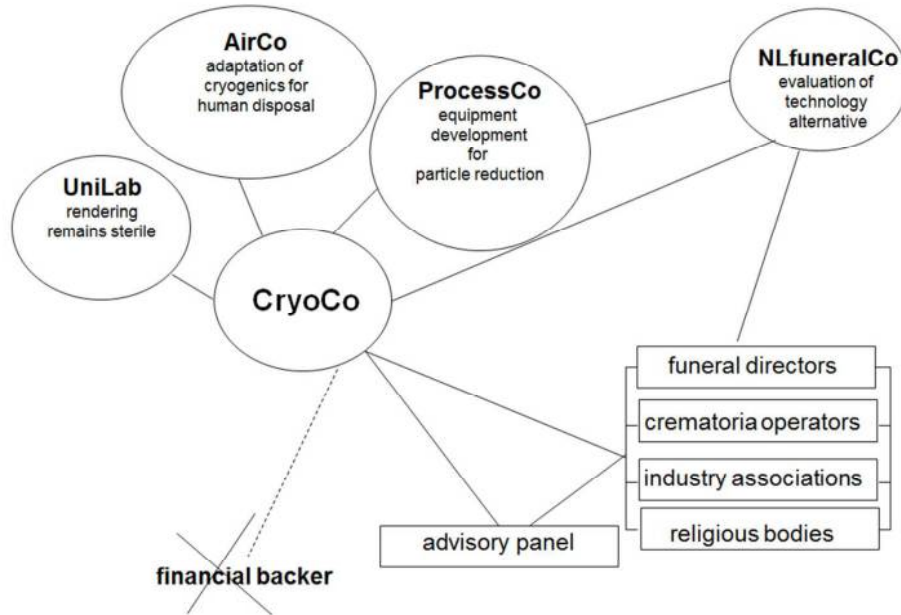 AirCo
adaptation of
cryogenics for
human disposal
ProcessCo
equipment
development
for
particle reduction
NLfuneralCo
evaluation of
technology
alternative
UniLab
rendering
remains sterile
CryoCo
funeral directors
crematoria operators
industry associations
religious bodies
advisory panel
financial backer